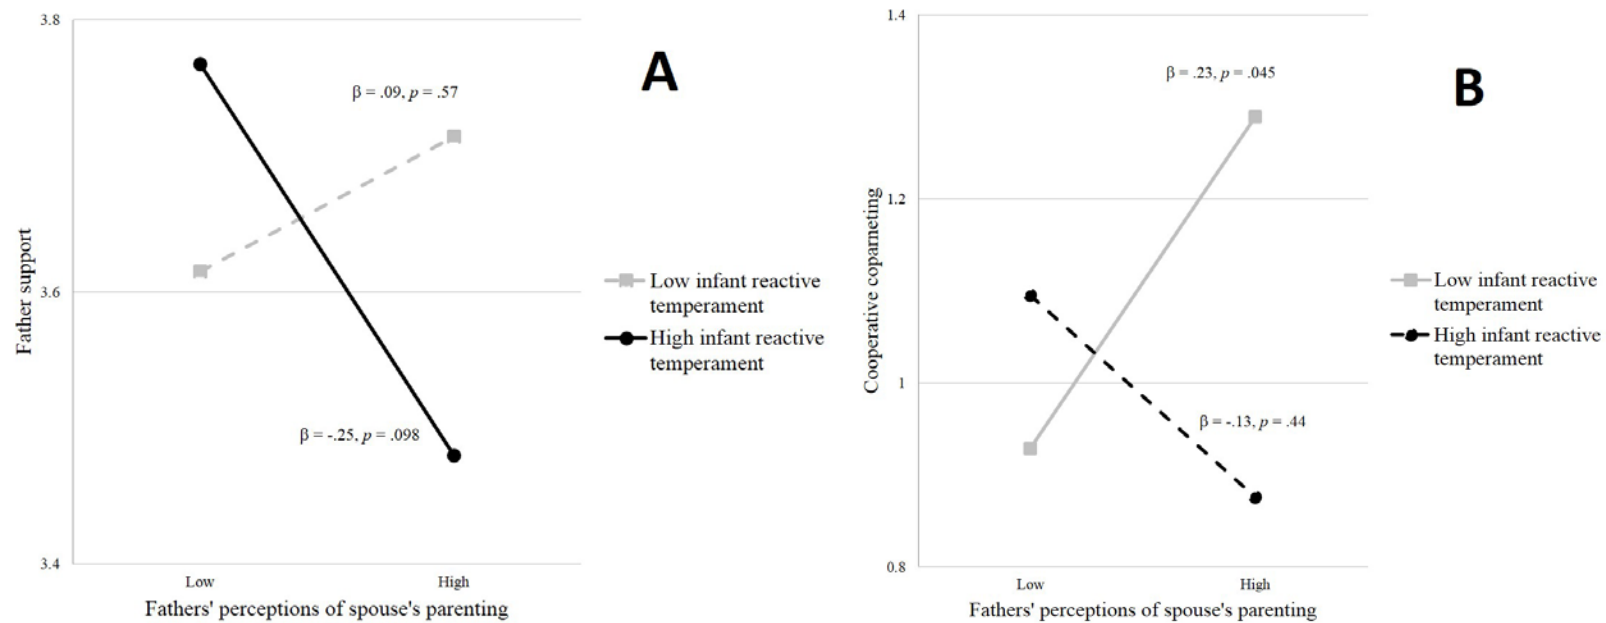 A
3.8
3.6
3.4
Father support
β = .09, p = .57
β = -.25, p = .098
Low
High
Fathers' perceptions of spouse's parenting
Low infant reactive
temperament
High infant reactive
temperament
B
1.4
1.2
1
0.8
Cooperative coparneting
β = .23, p = .045
β = -.13, p = .44
Low
High
Fathers' perceptions of spouse's parenting
Low infant reactive
temperament
High infant reactive
temperament